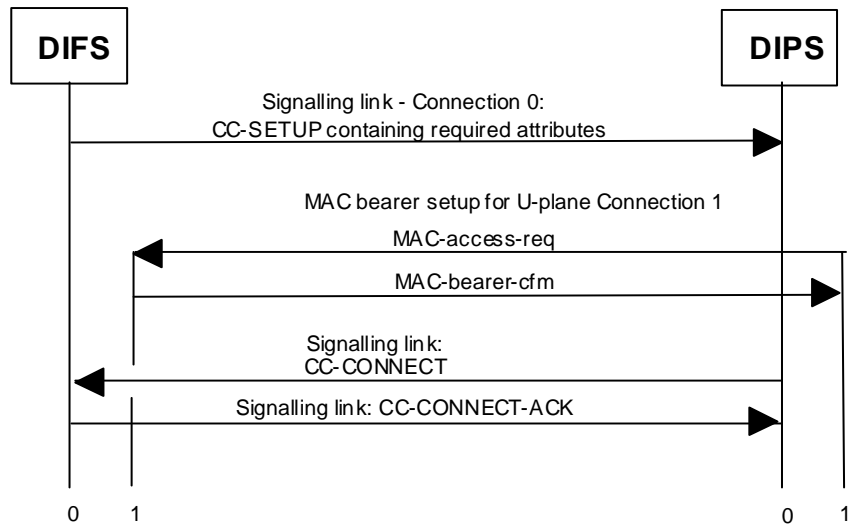 DIFS
DIPS
Signalling link - Connection 0:
CC-SETUP containing required attributes
MAC bearer setup for U-plane Connection 1
MAC-access-req
MAC-bearer-cfm
Signalling link:
CC-CONNECT
Signalling link: CC-CONNECT-ACK
0 1 0 1